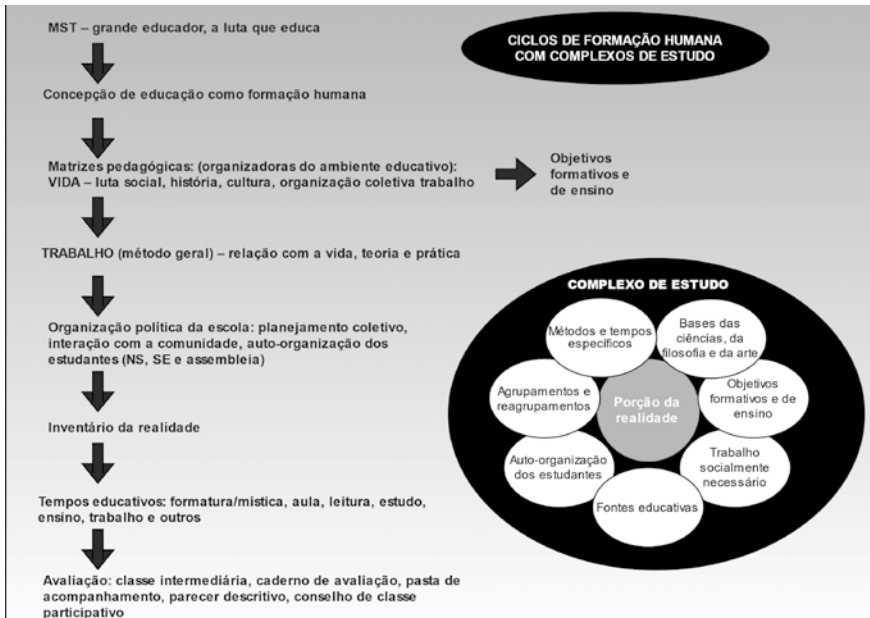 MST – grande educador, a luta que educa
CICLOS DE FORMAÇÃO HUMANA
COM COMPLEXOS DE ESTUDO
Concepção de educação como formação humana
Matrizes pedagógicas: (organizadoras do ambiente educativo):
VIDA – luta social, história, cultura, organização coletiva trabalho
Objetivos
formativos e
de ensino
TRABALHO (método geral) – relação com a vida, teoria e prática
Organização política da escola: planejamento coletivo,
interação com a comunidade, auto-organização dos
estudantes (NS, SE e assembleia)
Inventário da realidade
Tempos educativos: formatura/mistica, aula, leitura, estudo,
ensino, trabalho e outros
Avaliação: classe intermediária, caderno de avaliação, pasta de
acompanhamento, parecer descritivo, conselho de classe
participativo
COMPLEXO DE ESTUDO
Métodos e tempos
específicos
Bases das
ciências, da
filosofia e da arte
Agrupamentos e
reagrupamentos
Porção da
realidade
Objetivos
formativos e de
ensino
Auto-organização
dos estudantes
Trabalho
socialmente
necessário
Fontes educativas